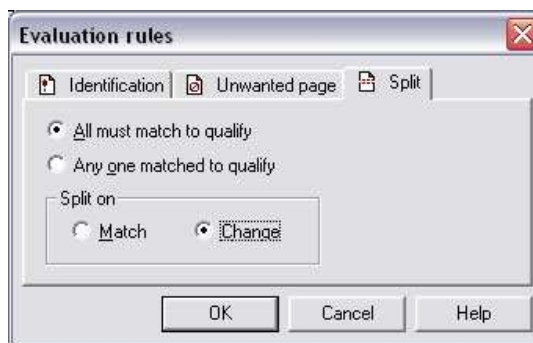 Evaluation rules
Identification Unwanted page Split
All must match to qualify
Any one matched to qualify
Split on
Match Change
OK Cancel Help